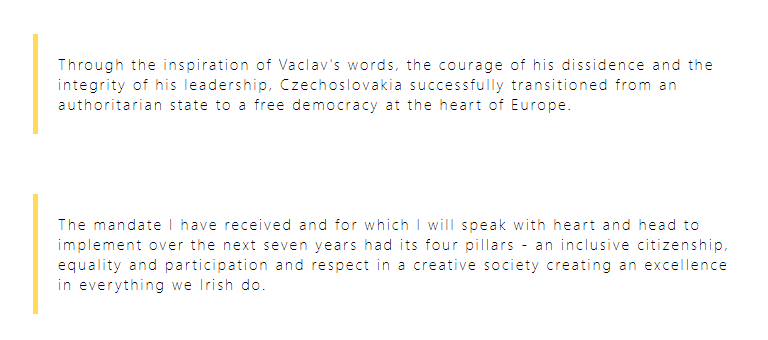 Through the inspiration of Vaclav's words, the courage of his dissidence and the
integrity of his leadership, Czechoslovakia successfully transitioned from an
authoritarian state to a free democracy at the heart of Europe.
The mandate I have received and for which I will speak with heart and head to
implement over the next seven years had its four pillars - an inclusive citizenship,
equality and participation and respect in a creative society creating an excellence
in everything we Irish do.